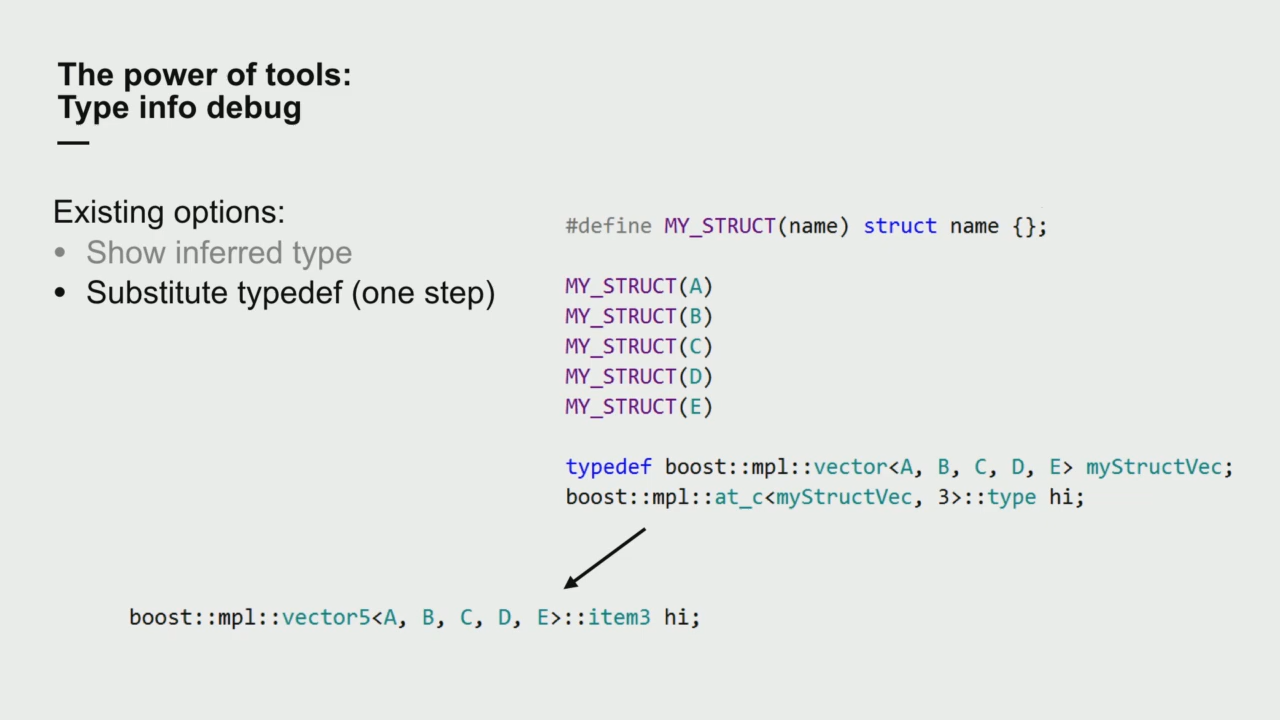 The power of tools:
Type info debug
Existing options:
• Show inferred type
• Substitute typedef (one step)
#define MY_STRUCT(name) struct name {};
MY_STRUCT(A)
MY_STRUCT(B)
MY_STRUCT(C)
MY_STRUCT(D)
MY_STRUCT(E)
typedef boost::mpl::vector<A, B, C, D, E> myStructVec;
boost::mpl::at_c<myStructVec, 3>::type hi;
boost::mpl::vector5<A, B, C, D, E>::item3 hi;